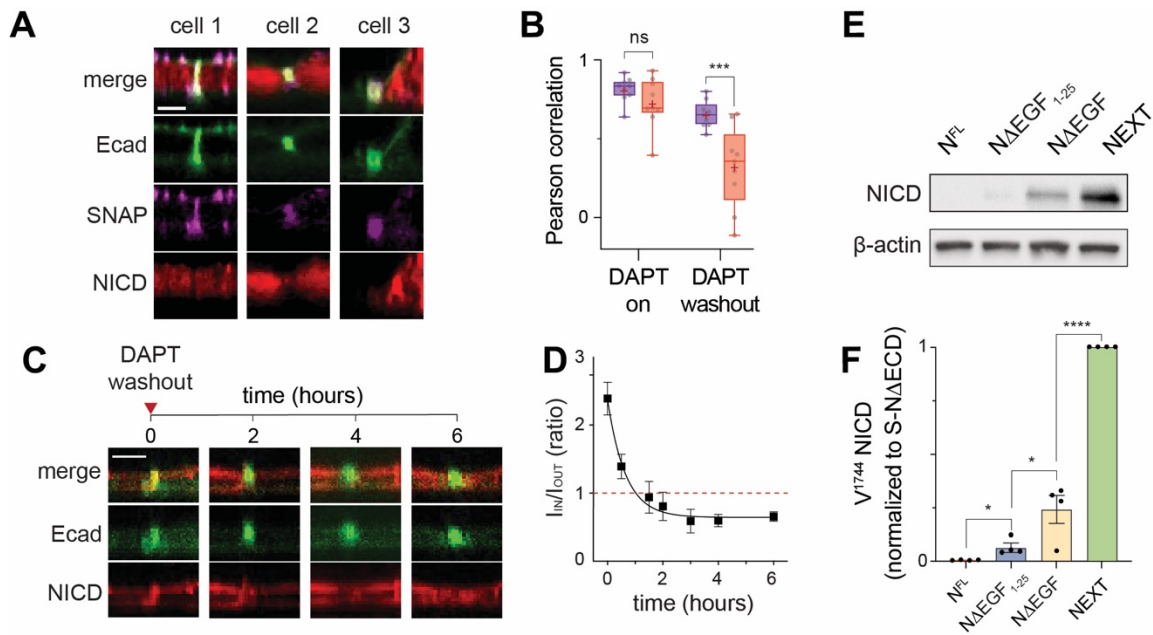 A
cell 1 cell 2 cell 3
merge
Ecad
SNAP
NICD
B
Pearson correlation
1
0
ns
***
DAPT
on
DAPT
washout
C
DAPT
washout
time (hours)
0 2 4 6
merge
Ecad
NICD
D
I_IN/I_OUT (ratio)
3
2
1
0
0 2 4 6
time (hours)
E
N^FL NΔEGF^1-25 NΔEGF NEXT
NICD
β-actin
F
V^1744 NICD
(normalized to S-NΔECD)
1
0
*
*
****
N^FL NΔEGF^1-25 NΔEGF NEXT